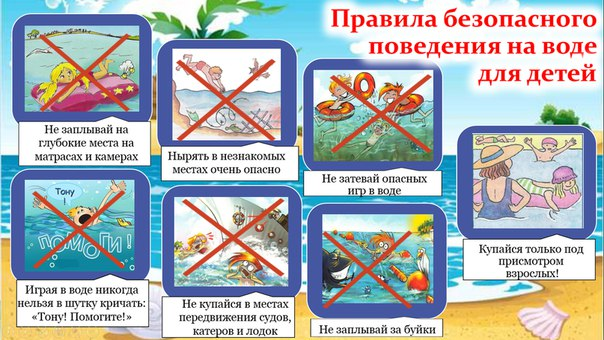 Правила безопасного
поведения на воде
для детей
Не заплывай на
глубокие места на
матрасах и камерах
Нырять в незнакомых
местах очень опасно
Не затевай опасных
игр в воде
Купайся только под
присмотром
взрослых!
Тону
!
ПОМОГИ!
Играя в воде никогда
нельзя в шутку кричать:
«Тону! Помогите!»
Не купайся в местах
передвижения судов,
катеров и лодок
Не заплывай за буйки